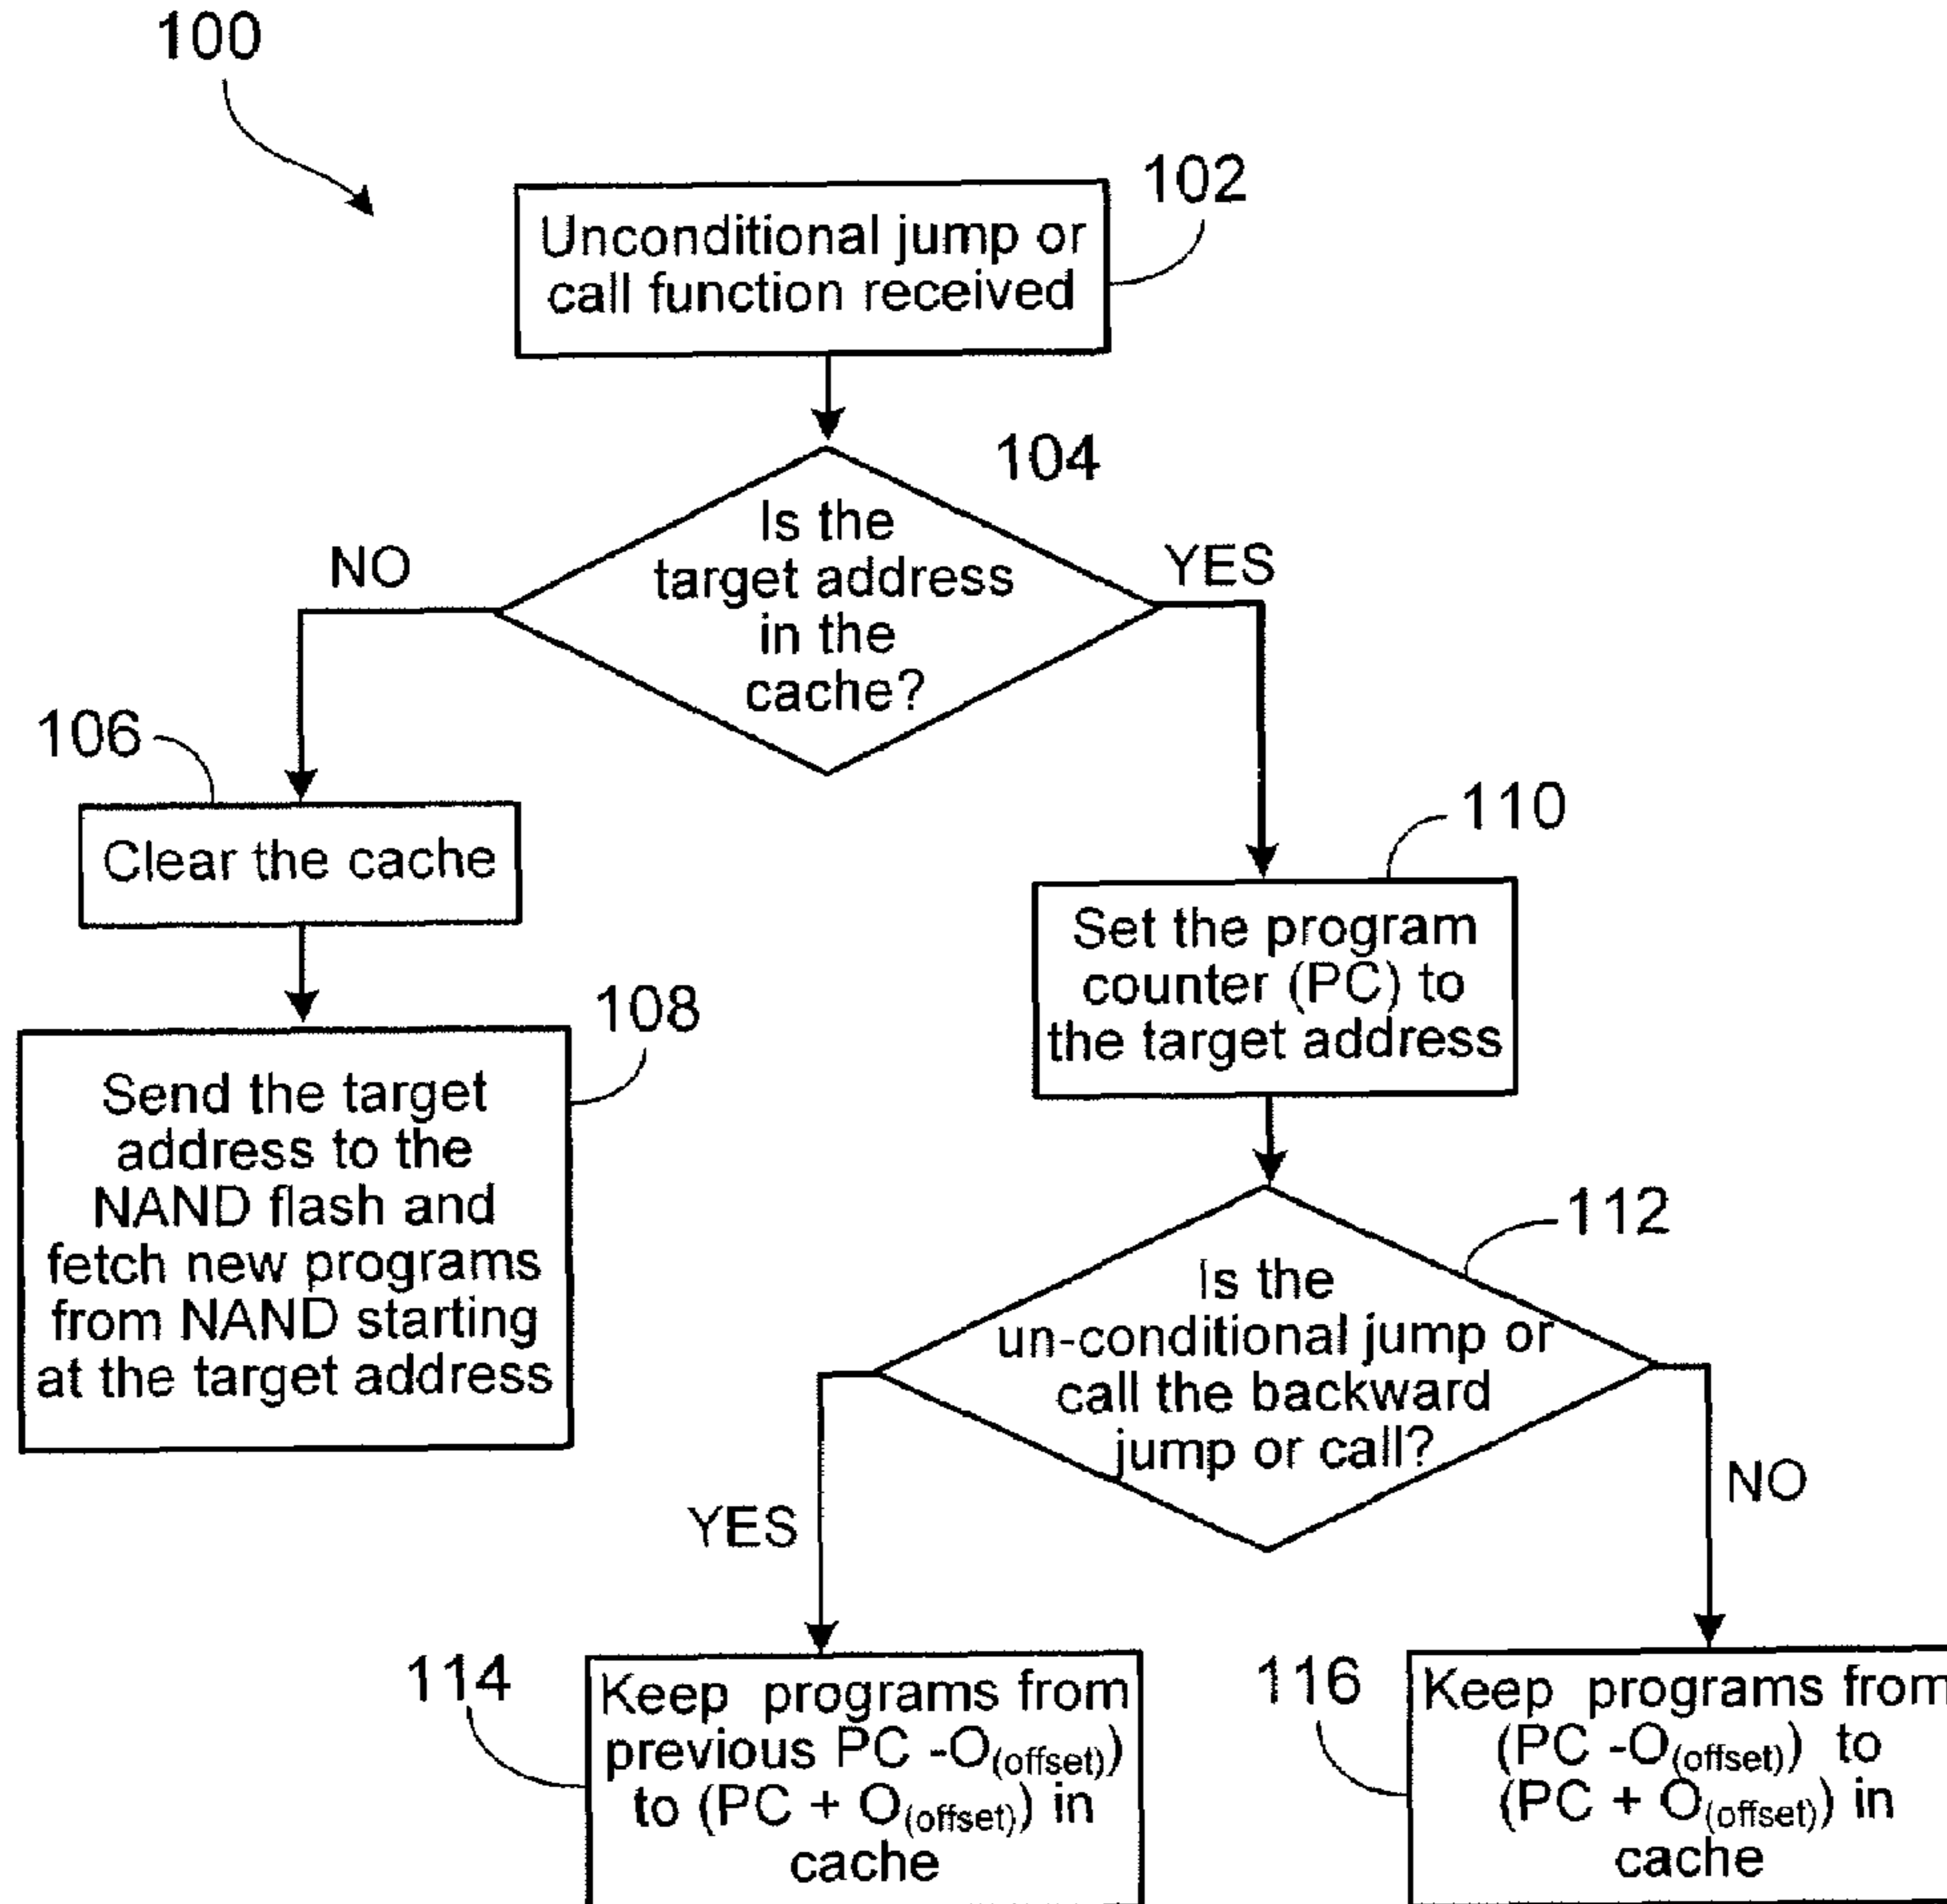 100
102
Unconditional jump or
call function received
104
Is the
target address
in the
cache?
NO
YES
106
Clear the cache
108
Send the target
address to the
NAND flash and
fetch new programs
from NAND starting
at the target address
110
Set the program
counter (PC) to
the target address
112
Is the
un-conditional jump or
call the backward
jump or call?
YES
NO
114
Keep programs from
previous PC -O(offset))
to (PC + O(offset)) in
cache
116
Keep programs from
(PC -O(offset)) to
(PC + O(offset)) in
cache